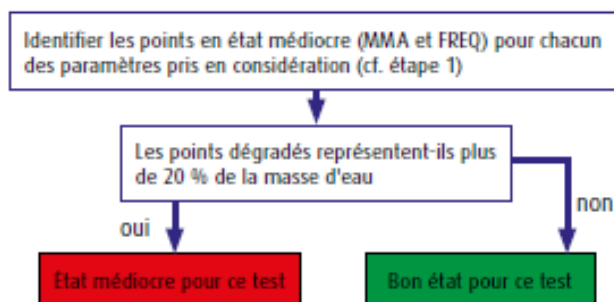 Identifier les points en état médiocre (MMA et FREQ) pour chacun
des paramètres pris en considération (cf. étape 1)
Les points dégradés représentent-ils plus
de 20 % de la masse d'eau
oui
non
État médiocre pour ce test
Bon état pour ce test